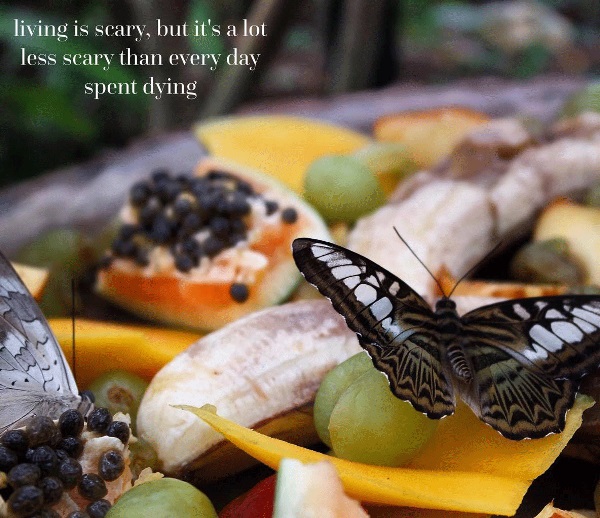 living is scary, but it's a lot
less scary than every day
spent dying